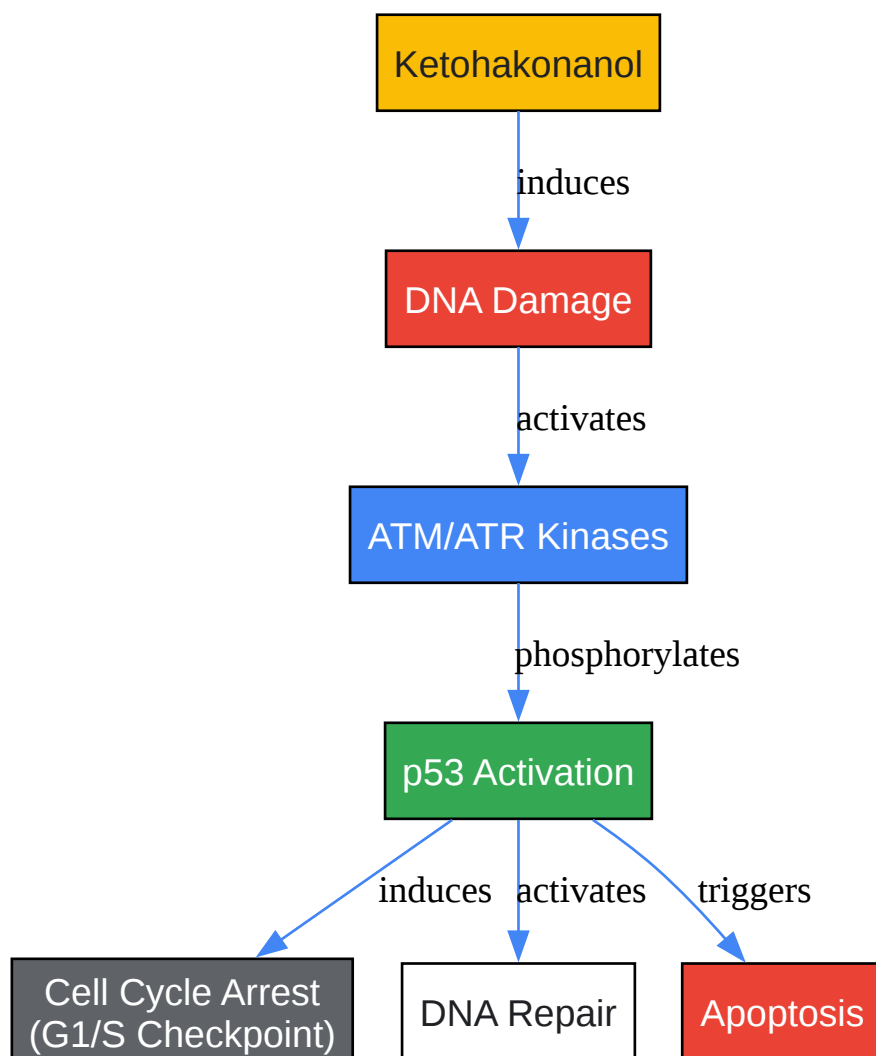 Ketohakonanol
induces
DNA Damage
activates
ATM/ATR Kinases
phosphorylates
p53 Activation
induces
activates
triggers
Cell Cycle Arrest
(G1/S Checkpoint)
DNA Repair
Apoptosis